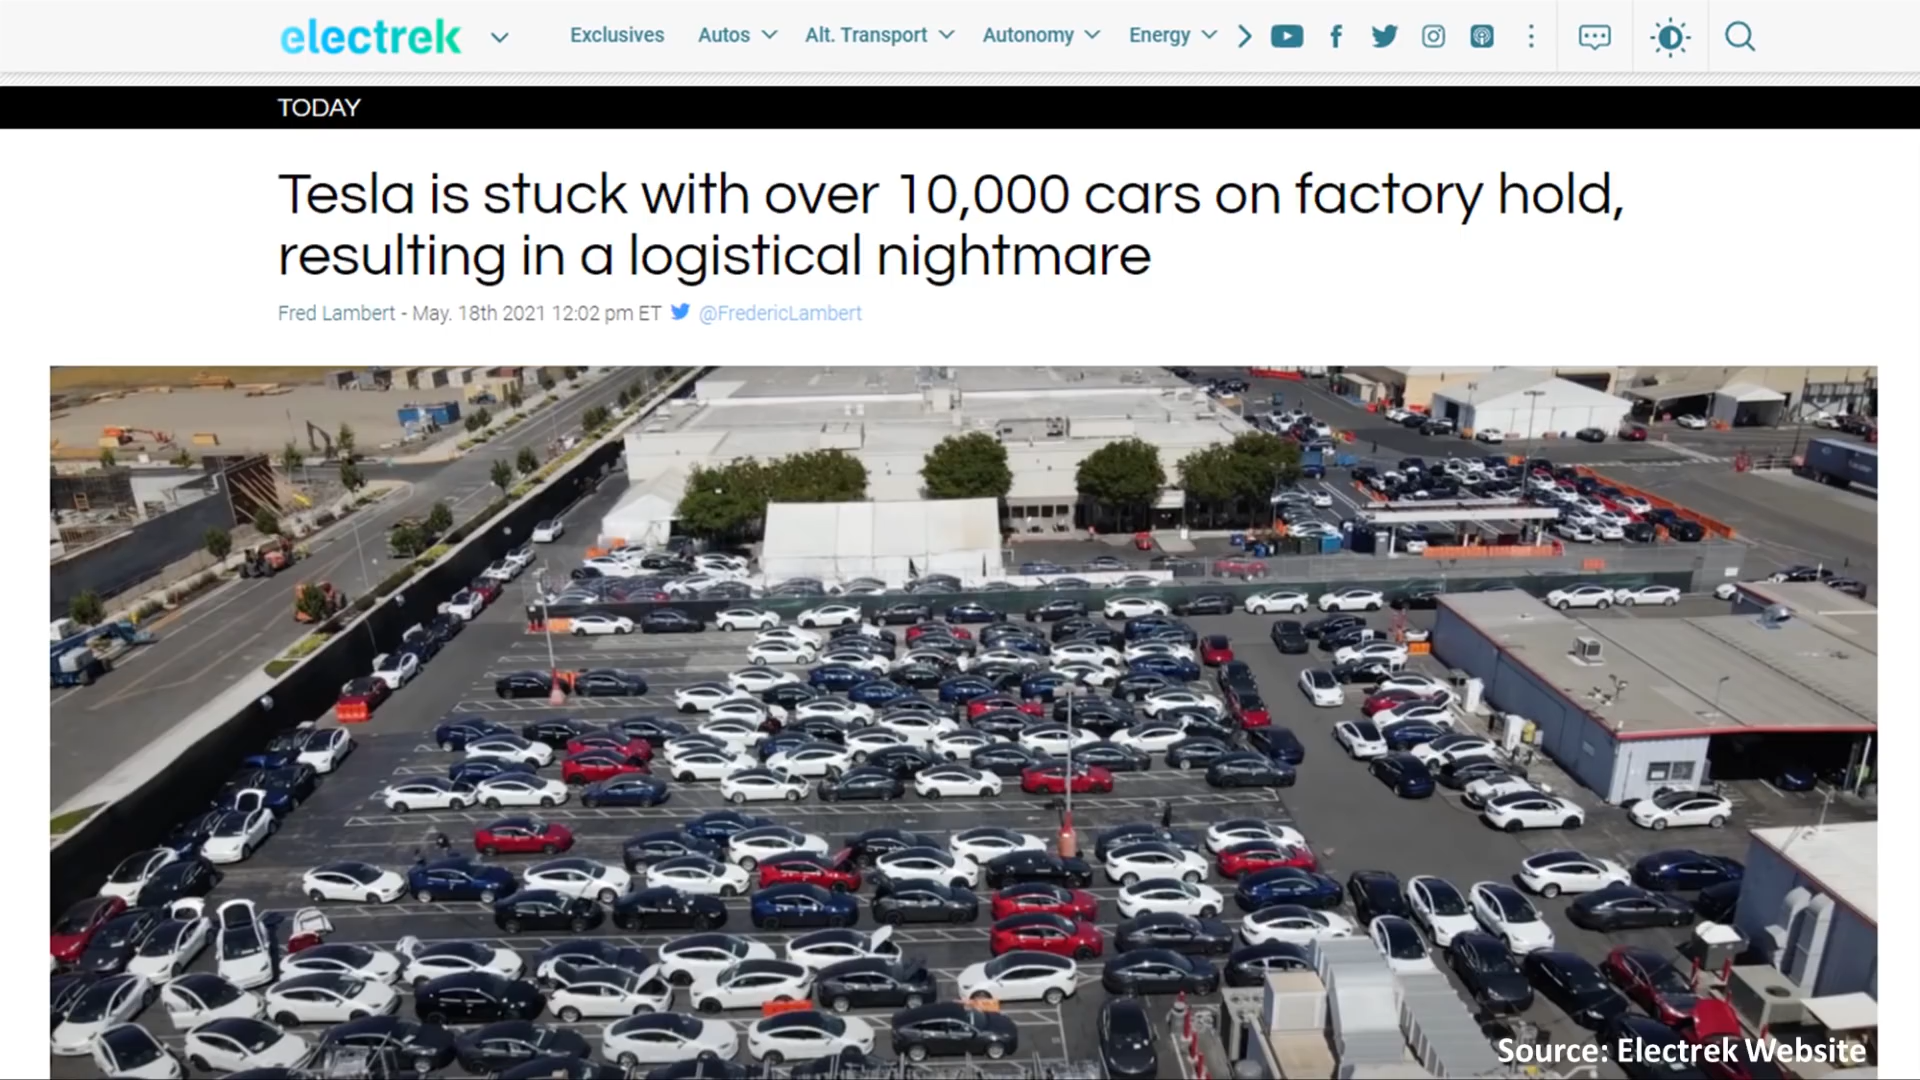 electrek
Exclusives Autos Alt. Transport Autonomy Energy
TODAY
Tesla is stuck with over 10,000 cars on factory hold,
resulting in a logistical nightmare
Fred Lambert - May. 18th 2021 12:02 pm ET @FredericLambert
Source: Electrek Website